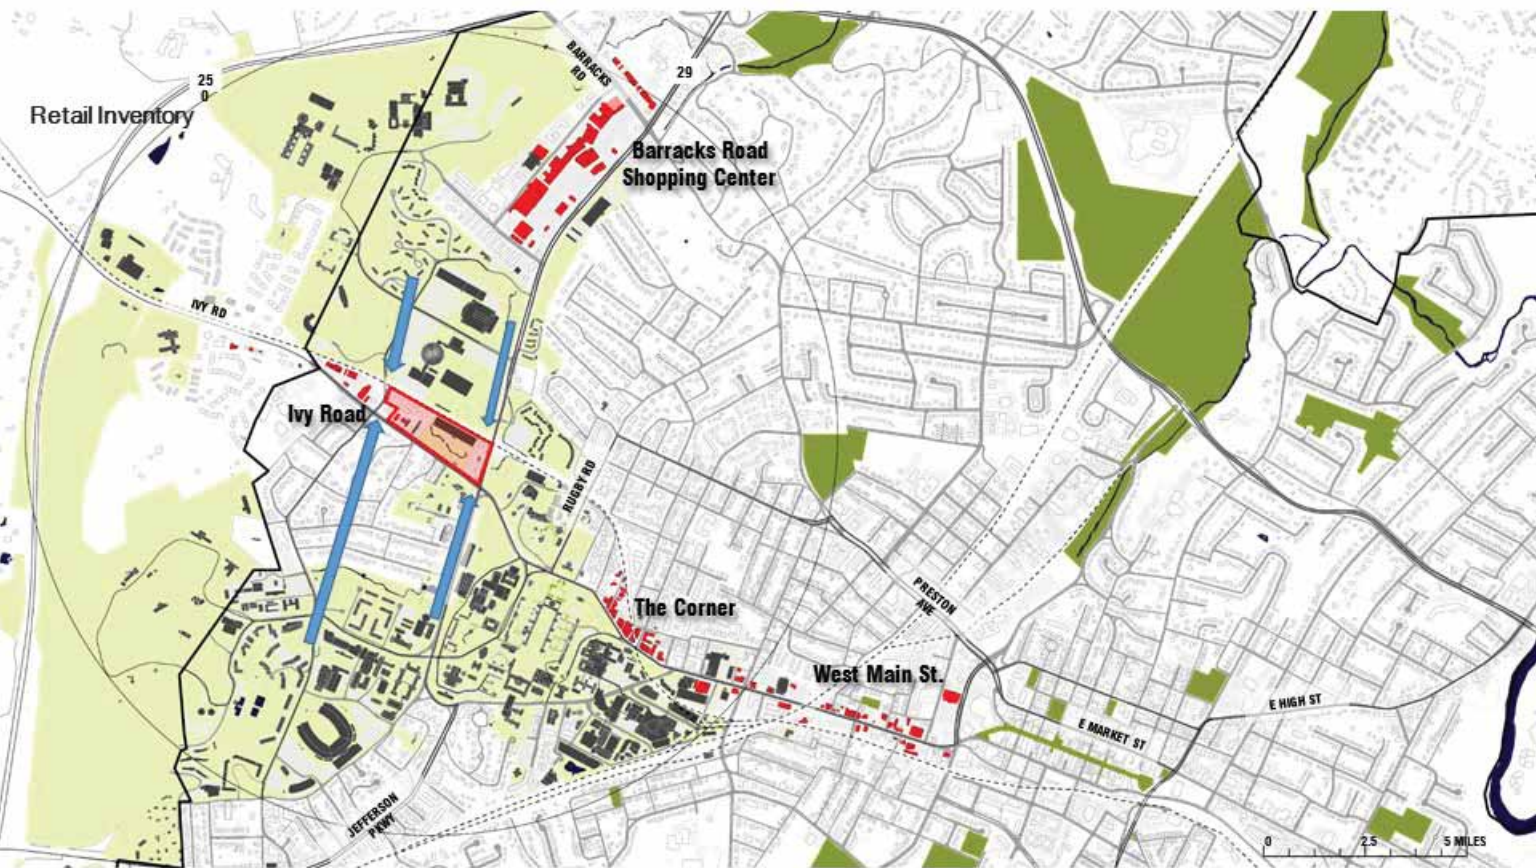 BARRACKS
RD
29
25
0
Retail Inventory
Barracks Road
Shopping Center
IVY RD
Ivy Road
RUGBY RD
The Corner
PRESTON
AVE
West Main St.
E HIGH ST
E MARKET ST
JEFFERSON
PKWY
0 2.5 5 MILES